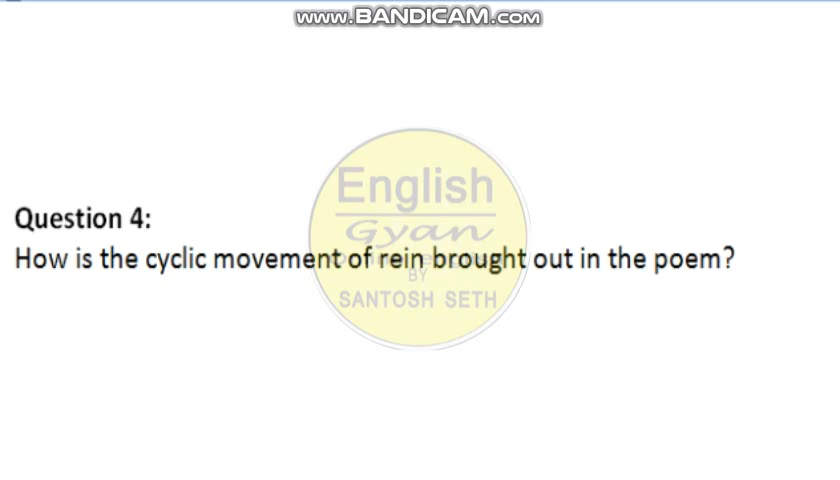 www.BANDICAM.com
English
Gyan
Question 4:
How is the cyclic movement of rein brought out in the poem?
BY
SANTOSH SETH